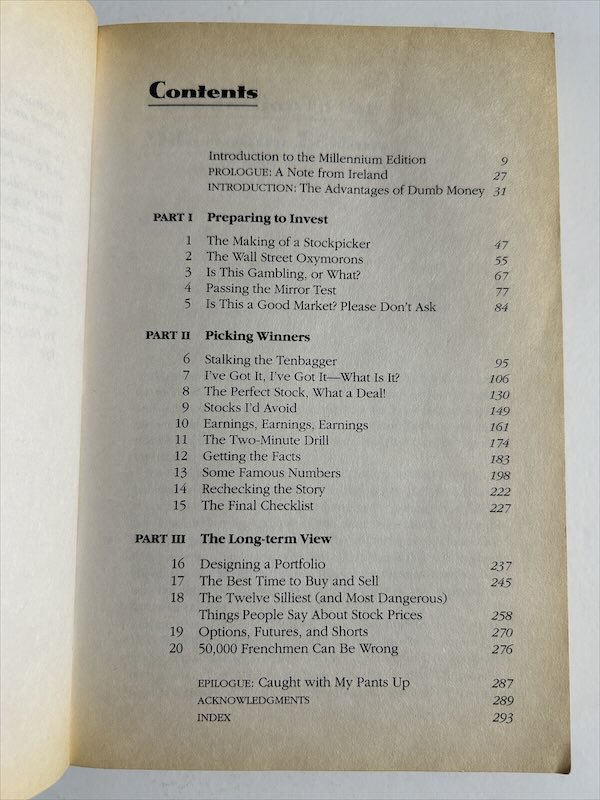 Contents
Introduction to the Millennium Edition 9
PROLOGUE: A Note from Ireland 27
INTRODUCTION: The Advantages of Dumb Money 31
PART I Preparing to Invest
1 The Making of a Stockpicker 47
2 The Wall Street Oxymorons 55
3 Is This Gambling, or What? 67
4 Passing the Mirror Test 77
5 Is This a Good Market? Please Don't Ask 84
PART II Picking Winners
6 Stalking the Tenbagger 95
7 I've Got It, I've Got It—What Is It? 106
8 The Perfect Stock, What a Deal! 130
9 Stocks I'd Avoid 149
10 Earnings, Earnings, Earnings 161
11 The Two-Minute Drill 174
12 Getting the Facts 183
13 Some Famous Numbers 198
14 Rechecking the Story 222
15 The Final Checklist 227
PART III The Long-term View
16 Designing a Portfolio 237
17 The Best Time to Buy and Sell 245
18 The Twelve Silliest (and Most Dangerous)
Things People Say About Stock Prices 258
19 Options, Futures, and Shorts 270
20 50,000 Frenchmen Can Be Wrong 276
EPILOGUE: Caught with My Pants Up 287
ACKNOWLEDGMENTS 289
INDEX 293